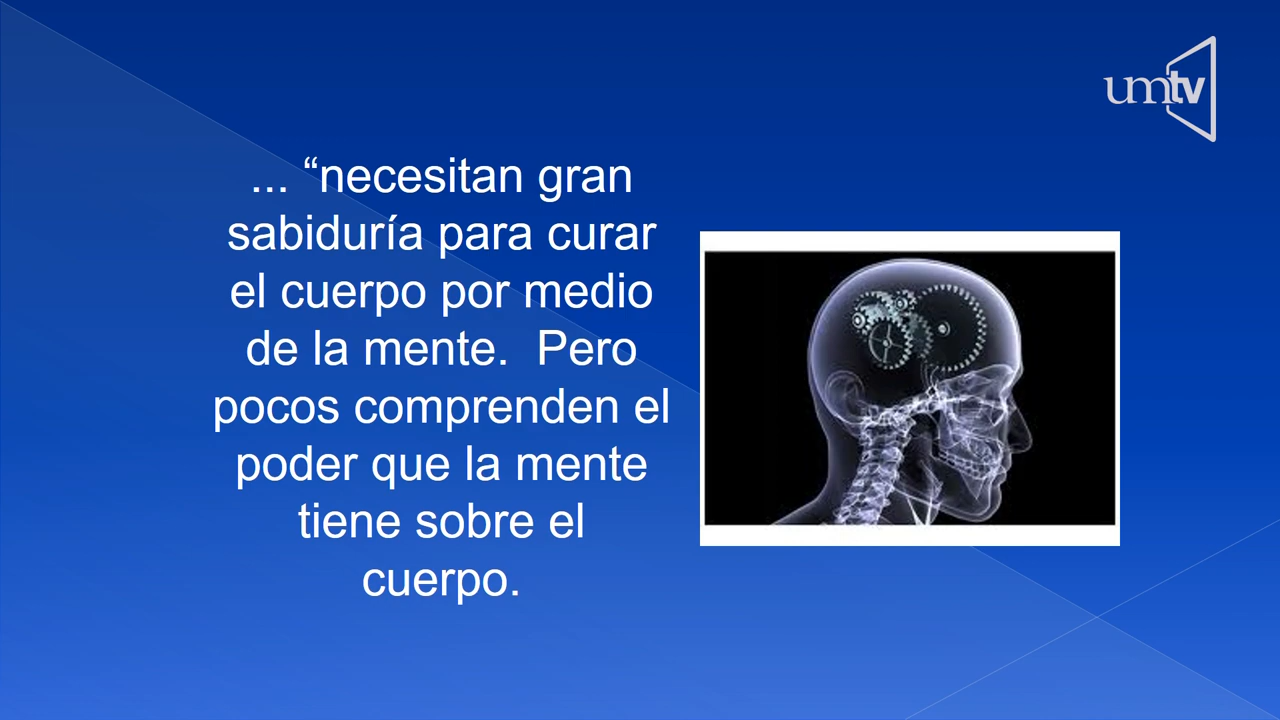 umtv
... “necesitan gran
sabiduría para curar
el cuerpo por medio
de la mente.  Pero
pocos comprenden el
poder que la mente
tiene sobre el
cuerpo.